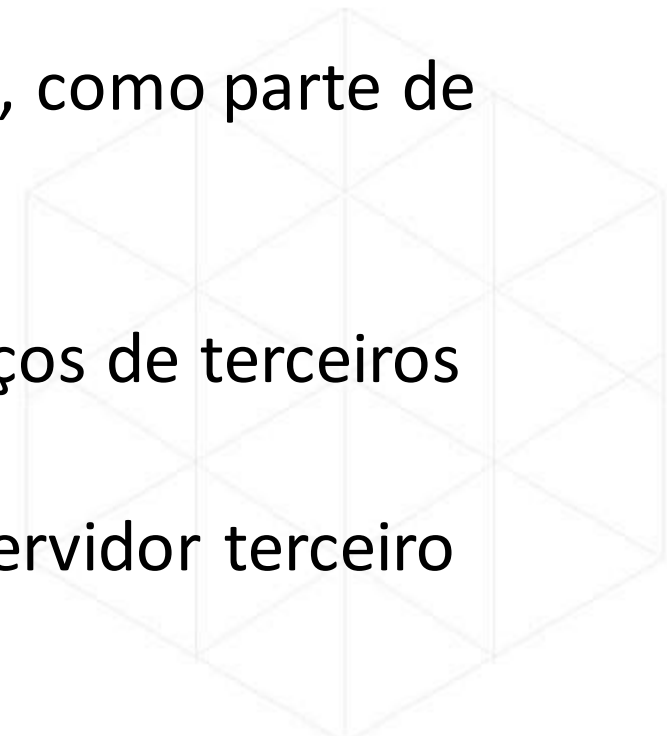 , como parte de
ços de terceiros
ervidor terceiro